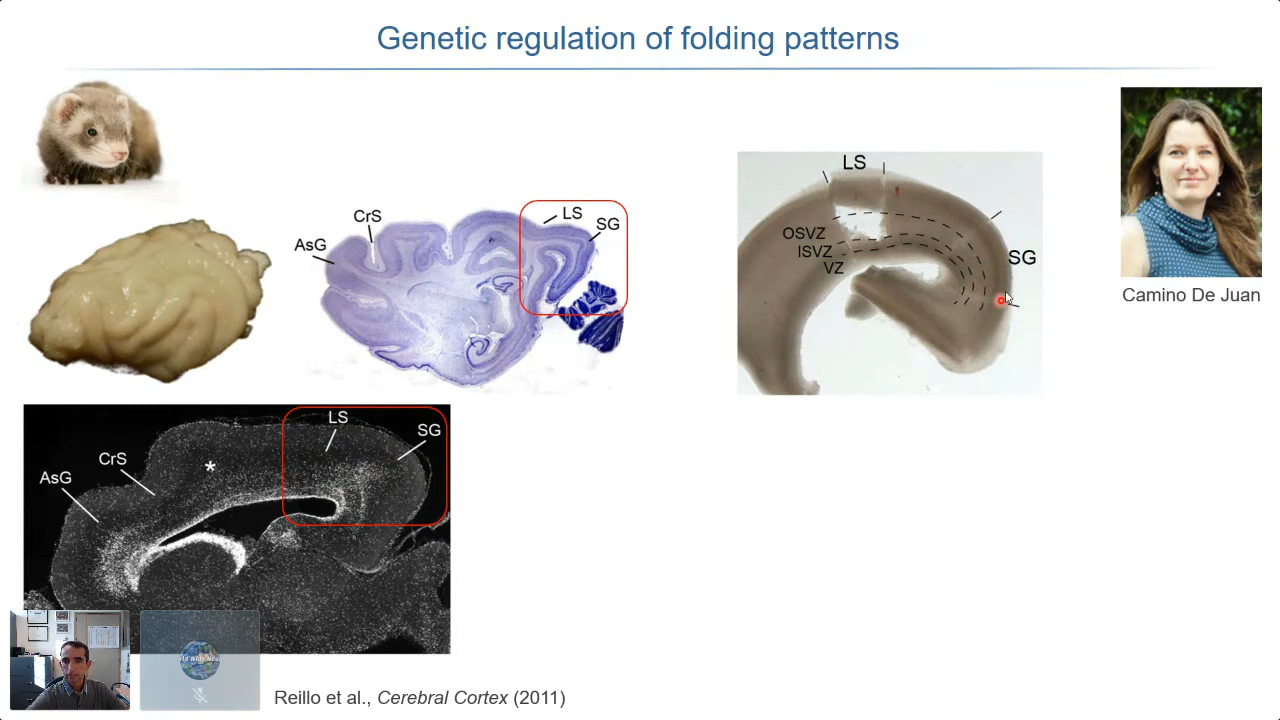 Genetic regulation of folding patterns
CrS
AsG
LS
SG
LS
OSVZ
ISVZ
VZ
SG
Camino De Juan
LS
SG
CrS
AsG
*
Reillo et al., Cerebral Cortex (2011)